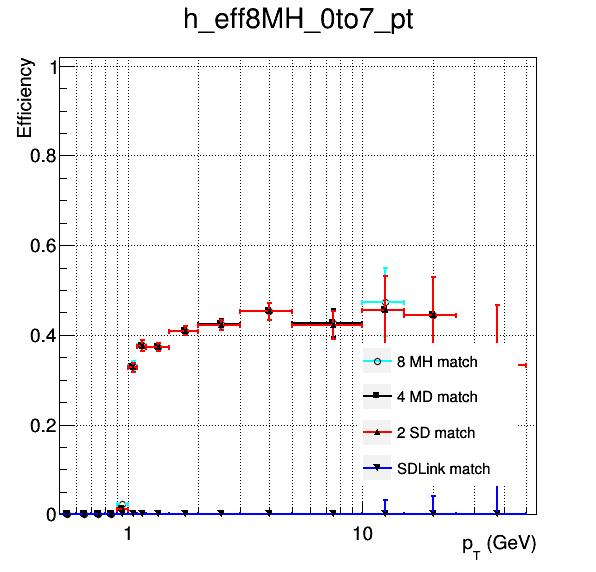 h_eff8MH_0to7_pt
Efficiency
1
0.8
0.6
0.4
0.2
0
8 MH match
4 MD match
2 SD match
SDLink match
1 10
p_T (GeV)